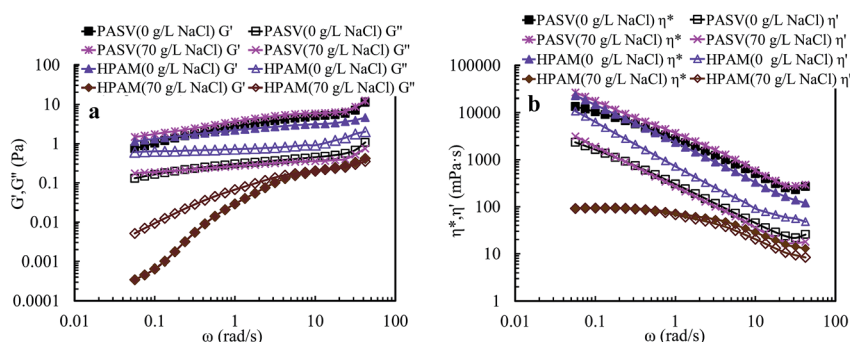 PASV(0 g/L NaCl) G' PASV(0 g/L NaCl) G"
PASV(70 g/L NaCl) G' PASV(70 g/L NaCl) G"
HPAM(0 g/L NaCl) G' HPAM(0 g/L NaCl) G"
HPAM(70 g/L NaCl) G' HPAM(70 g/L NaCl) G"
100
10
1
0.1
0.01
0.001
0.0001
G',G" (Pa)
a
0.01 0.1 1 10 100
ω (rad/s)
PASV(0 g/L NaCl) η* PASV(0 g/L NaCl) η'
PASV(70 g/L NaCl) η* PASV(70 g/L NaCl) η'
HPAM(0 g/L NaCl) η* HPAM(0 g/L NaCl) η'
HPAM(70 g/L NaCl) η* HPAM(70 g/L NaCl) η'
100000
10000
1000
100
10
1
η*,η' (mPa·s)
b
0.01 0.1 1 10 100
ω (rad/s)